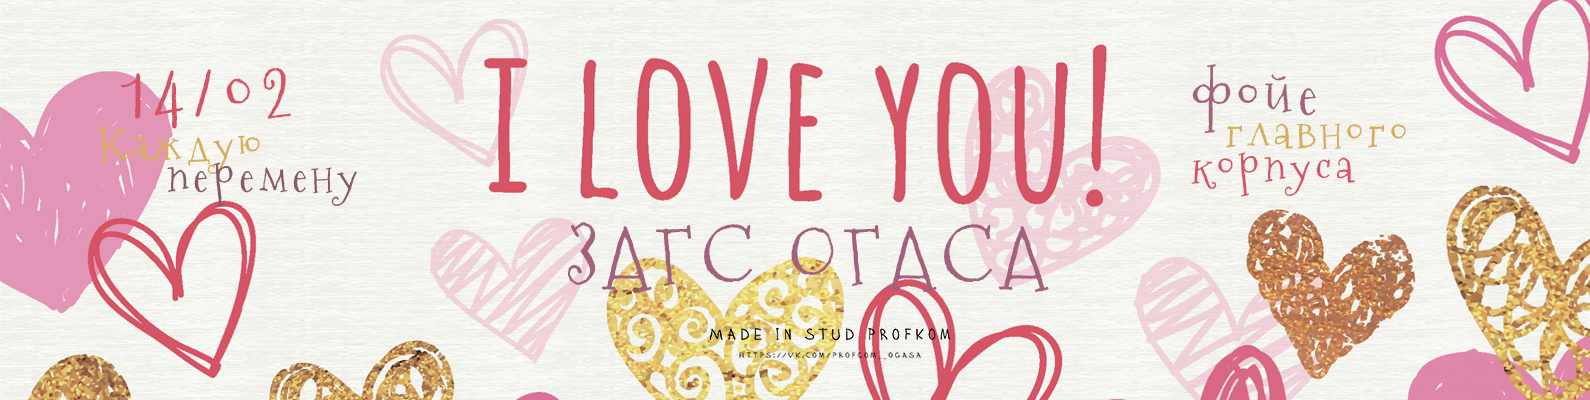 14/02
Каждую
перемену
I LOVE YOU!
ЗАГС ОГАСА
MADE IN STUD PROFKOM
HTTPS://VK.COM/PROFCOM_OGASA
фойе
главного
корпуса